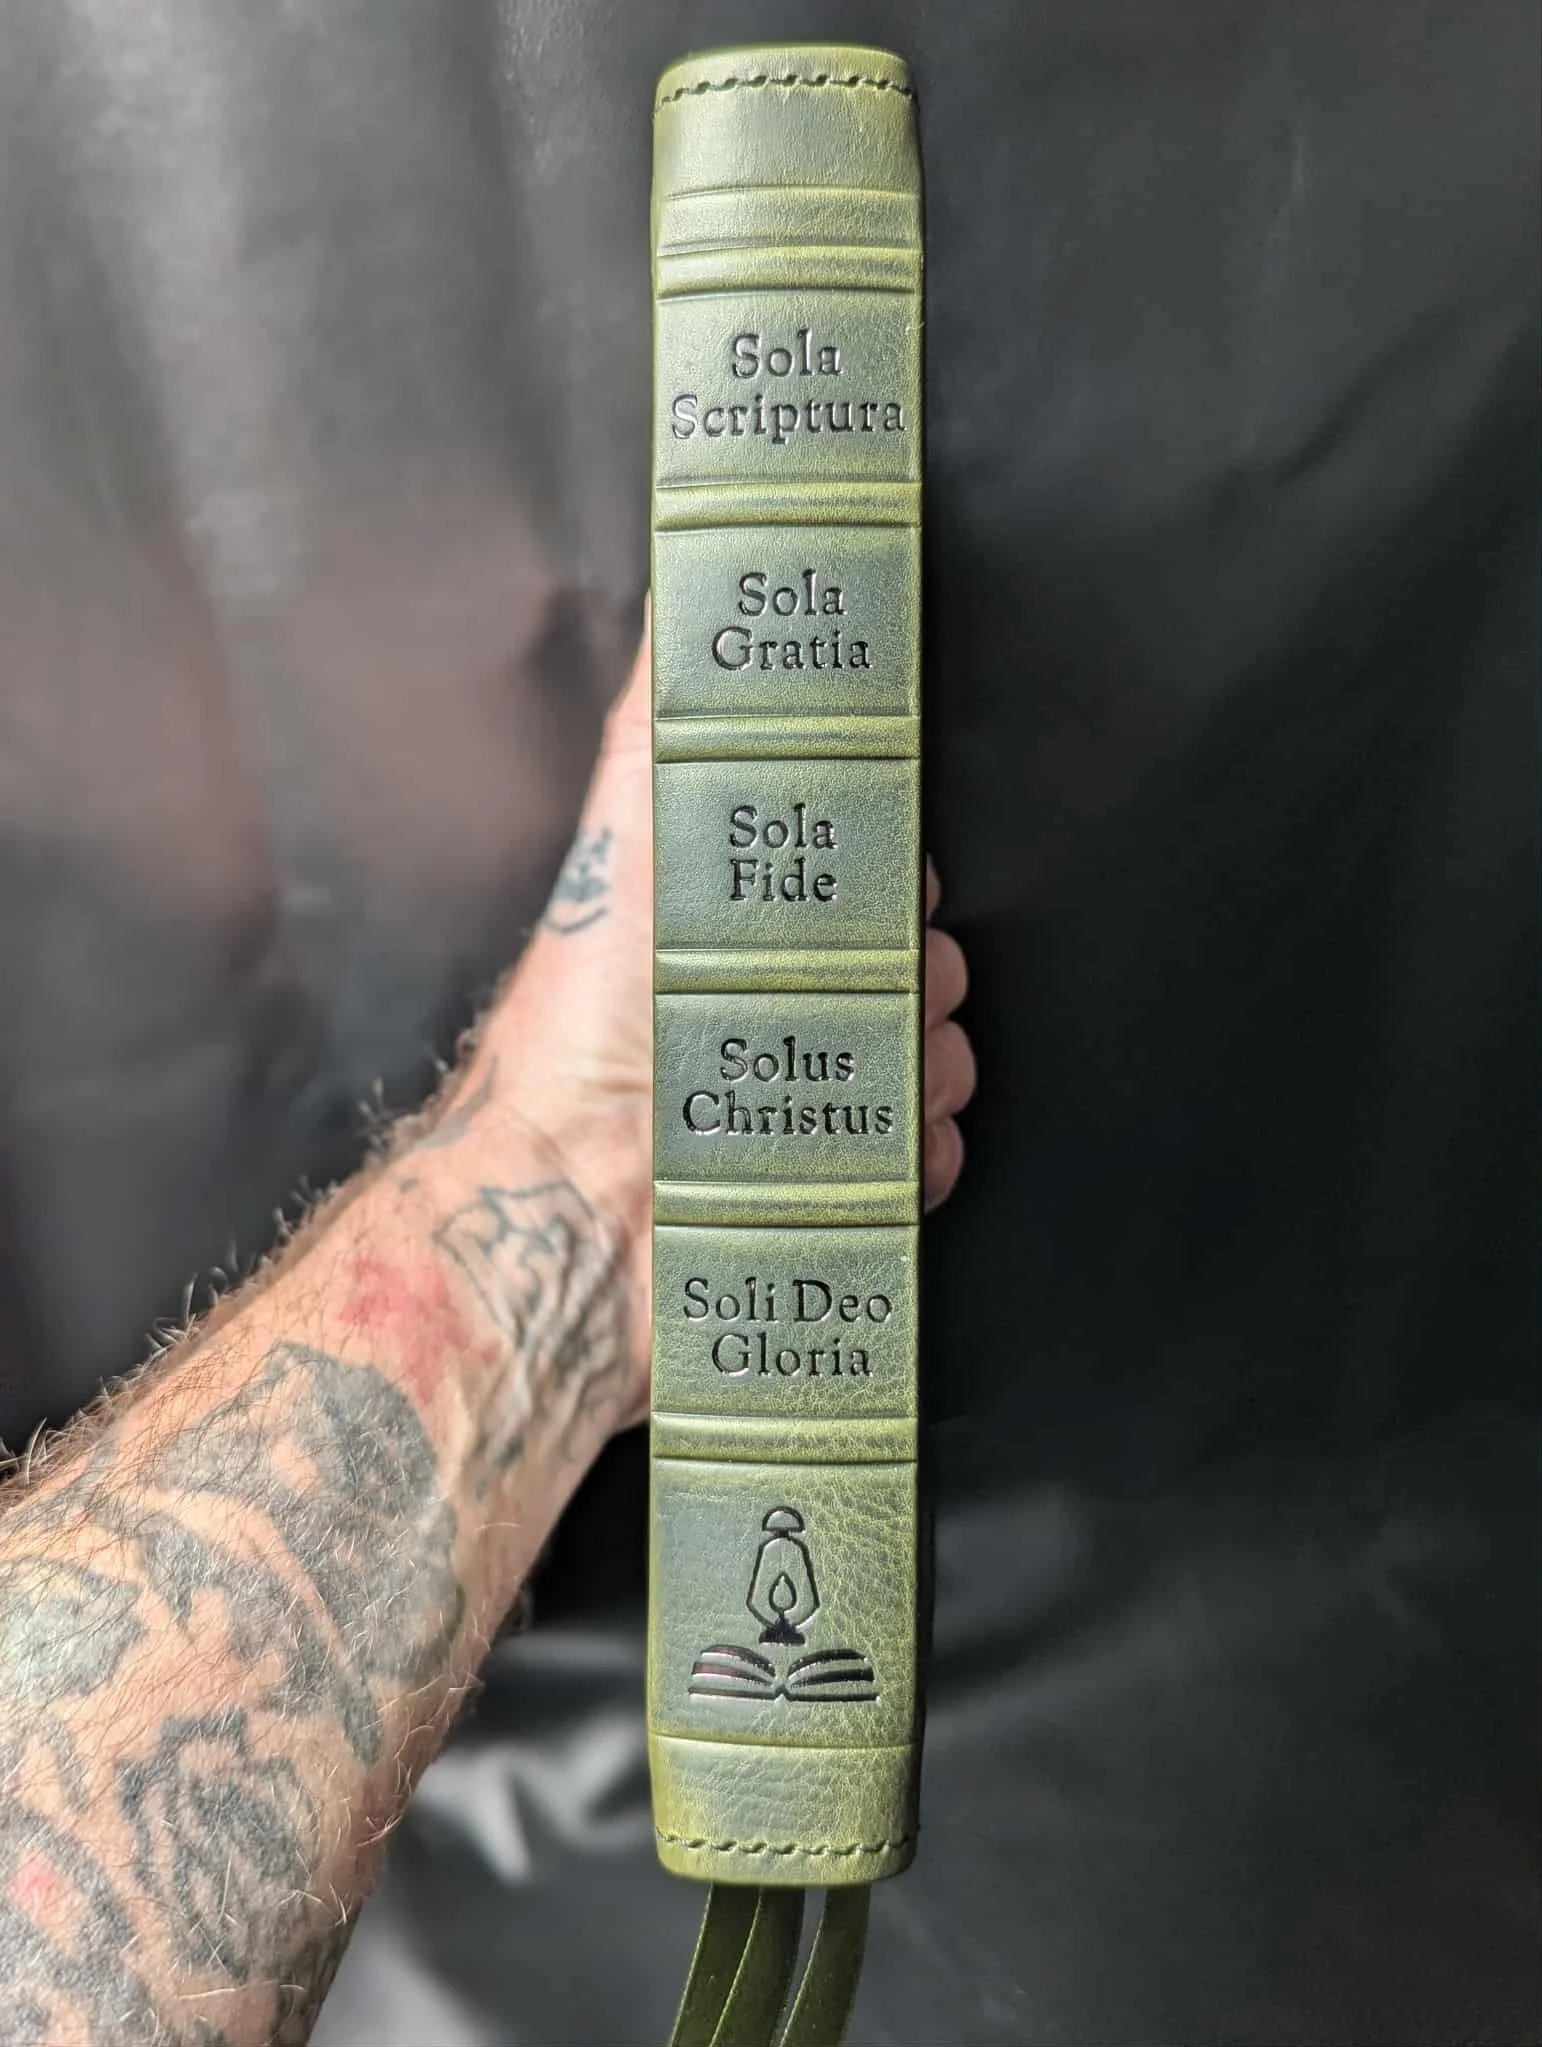 Sola
Scriptura
Sola
Gratia
Sola
Fide
Solus
Christus
Soli Deo
Gloria